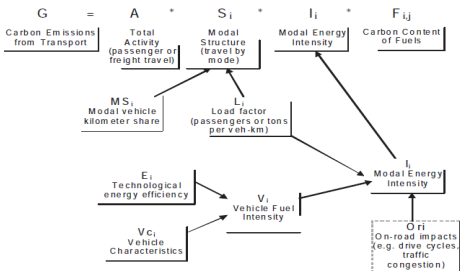 G = A * Si * Ii * Fi,j
Carbon Emissions from Transport
Total Activity (passenger or freight travel)
Modal Structure (travel by mode)
Modal Energy Intensity
Carbon Content of Fuels
MSi
Modal vehicle
kilometer share
Li
Load factor
(passengers or tons
per veh-km)
Ei
Technological
energy efficiency
Vi
Vehicle Fuel
Intensity
Ii
Modal Energy
Intensity
Vci
Vehicle
Characteristics
Ori
On-road impacts
(e.g. drive cycles,
traffic
congestion)